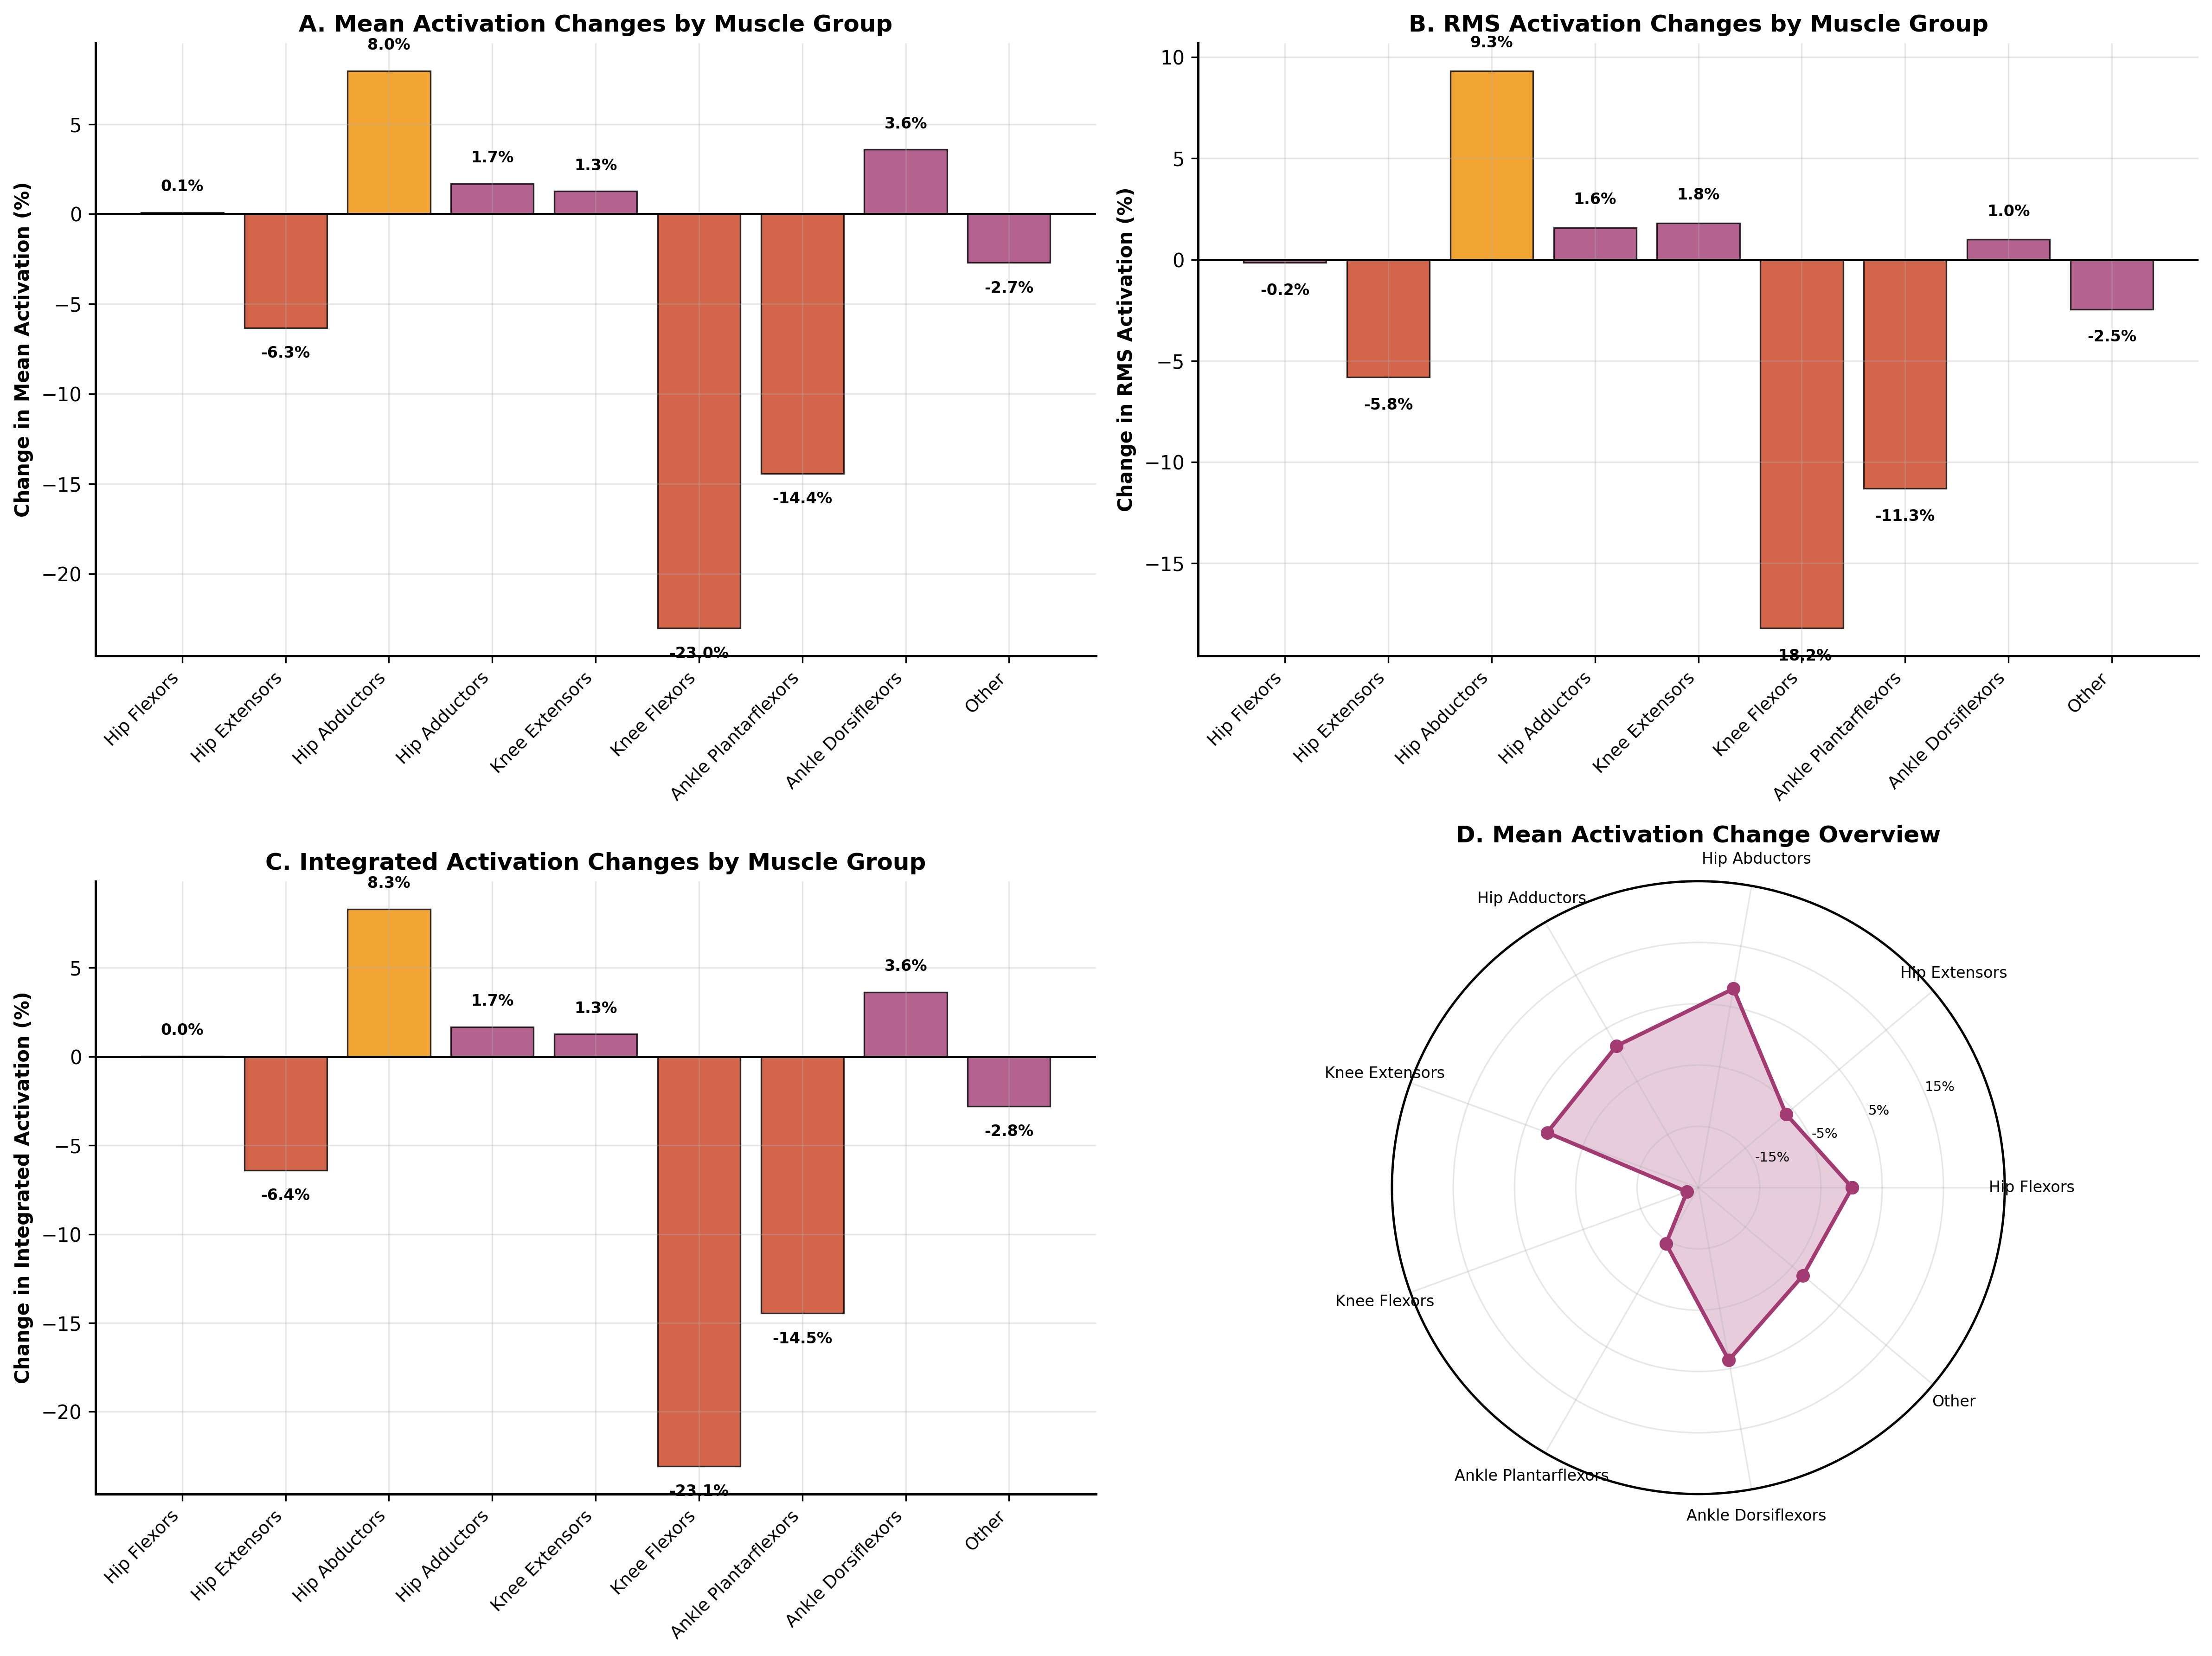 A. Mean Activation Changes by Muscle Group
Change in Mean Activation (%)
5
0
−5
−10
−15
−20
0.1%
-6.3%
8.0%
1.7%
1.3%
-23.0%
-14.4%
3.6%
-2.7%
Hip Flexors
Hip Extensors
Hip Abductors
Hip Adductors
Knee Extensors
Knee Flexors
Ankle Plantarflexors
Ankle Dorsiflexors
Other
B. RMS Activation Changes by Muscle Group
Change in RMS Activation (%)
10
5
0
−5
−10
−15
-0.2%
-5.8%
9.3%
1.6%
1.8%
-18.2%
-11.3%
1.0%
-2.5%
Hip Flexors
Hip Extensors
Hip Abductors
Hip Adductors
Knee Extensors
Knee Flexors
Ankle Plantarflexors
Ankle Dorsiflexors
Other
C. Integrated Activation Changes by Muscle Group
Change in Integrated Activation (%)
5
0
−5
−10
−15
−20
0.0%
-6.4%
8.3%
1.7%
1.3%
-23.1%
-14.5%
3.6%
-2.8%
Hip Flexors
Hip Extensors
Hip Abductors
Hip Adductors
Knee Extensors
Knee Flexors
Ankle Plantarflexors
Ankle Dorsiflexors
Other
D. Mean Activation Change Overview
Hip Abductors
Hip Adductors
Hip Extensors
Knee Extensors
15%
5%
-5%
-15%
Hip Flexors
Knee Flexors
Other
Ankle Plantarflexors
Ankle Dorsiflexors